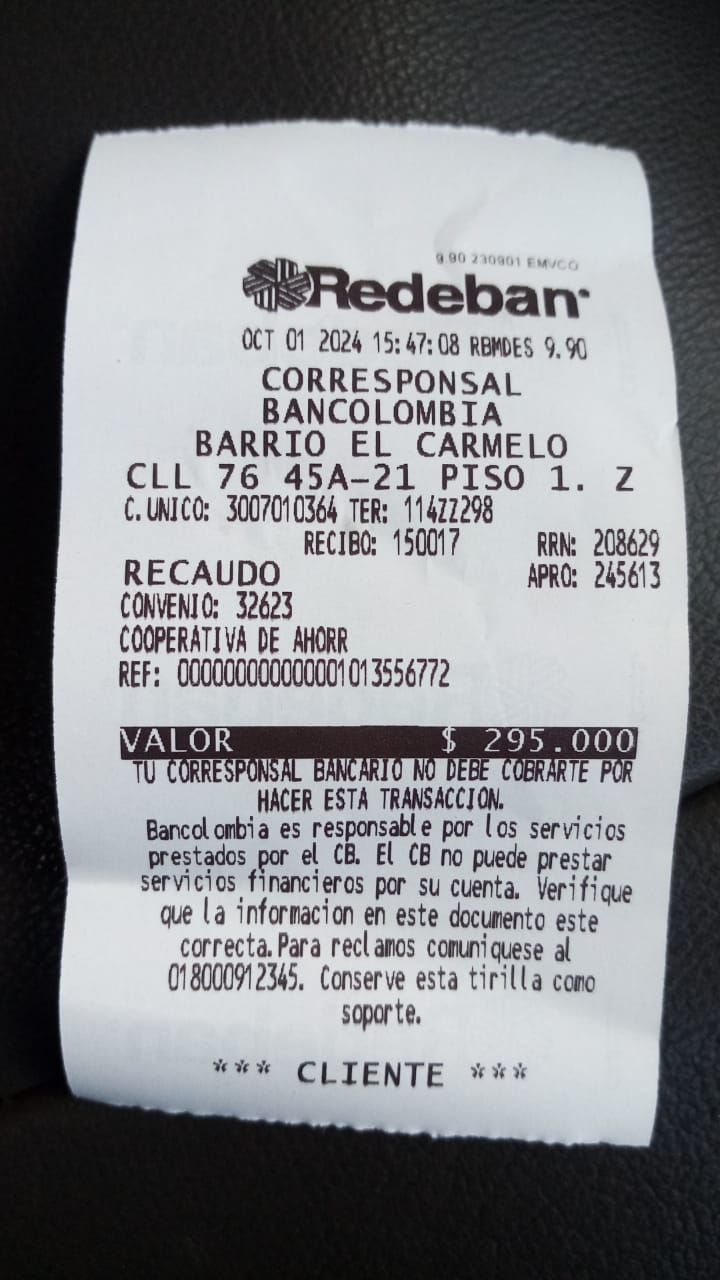 9.90 230901 EMVCO
Redeban
OCT 01 2024 15:47:08 RBMDES 9.90
CORRESPONSAL
BANCOLOMBIA
BARRIO EL CARMELO
CLL 76 45A-21 PISO 1. Z
C. UNICO: 3007010364 TER: 114ZZ298
RECIBO: 150017 RRN: 208629
RECAUDO APRO: 245613
CONVENIO: 32623
COOPERATIVA DE AHORR
REF: 00000000000001013556772
VALOR $ 295.000
TU CORRESPONSAL BANCARIO NO DEBE COBRARTE POR
HACER ESTA TRANSACCION.
Bancolombia es responsable por los servicios
prestados por el CB. El CB no puede prestar
servicios financieros por su cuenta. Verifique
que la informacion en este documento este
correcta. Para reclamos comuniquese al
018000912345. Conserve esta tirilla como
soporte.
*** CLIENTE ***